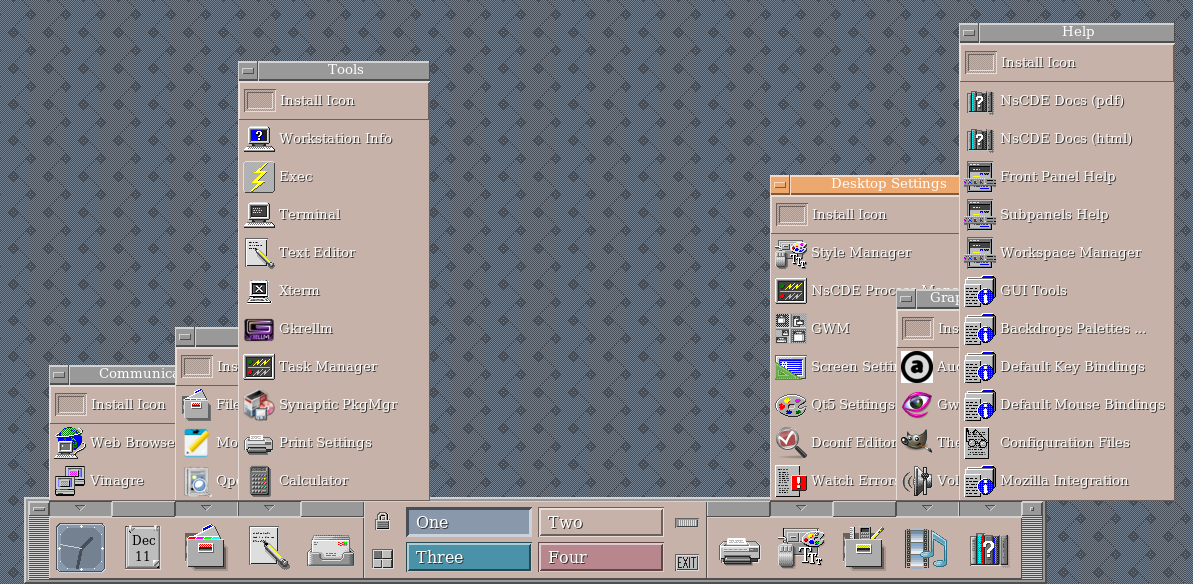 Help
Install Icon
NsCDE Docs (pdf)
NsCDE Docs (html)
Front Panel Help
Subpanels Help
Workspace Manager
GUI Tools
Backdrops Palettes ...
Default Key Bindings
Default Mouse Bindings
Configuration Files
Mozilla Integration
Tools
Install Icon
Workstation Info
Exec
Terminal
Text Editor
Xterm
Gkrellm
Task Manager
Synaptic PkgMgr
Print Settings
Calculator
Desktop Settings
Install Icon
Style Manager
NsCDE Proc
GWM
Screen Setti
Qt5 Settings
Dconf Editor
Watch Error
Grap
Ins
Au
Gw
The
Vol
Ins
File
Mo
Op
Communica
Install Icon
Web Browse
Vinagre
Dec
11
One
Two
Three
Four
EXIT